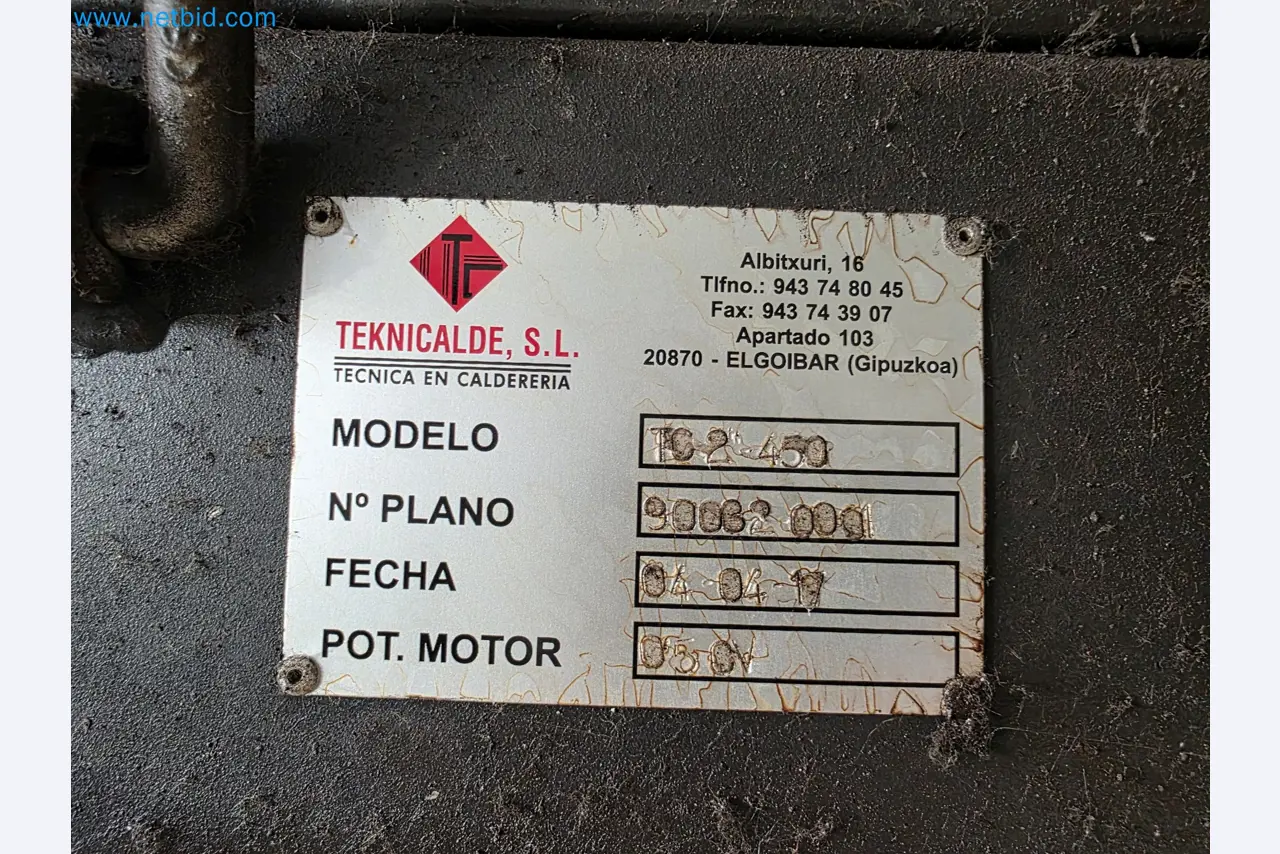 www.netbid.com
TEKNICALDE, S.L.
TECNICA EN CALDERERIA
Albitxuri, 16
Tlfno.: 943 74 80 45
Fax: 943 74 39 07
Apartado 103
20870 - ELGOIBAR (Gipuzkoa)
MODELO TC-2-450
Nº PLANO
FECHA 04-04-17
POT. MOTOR